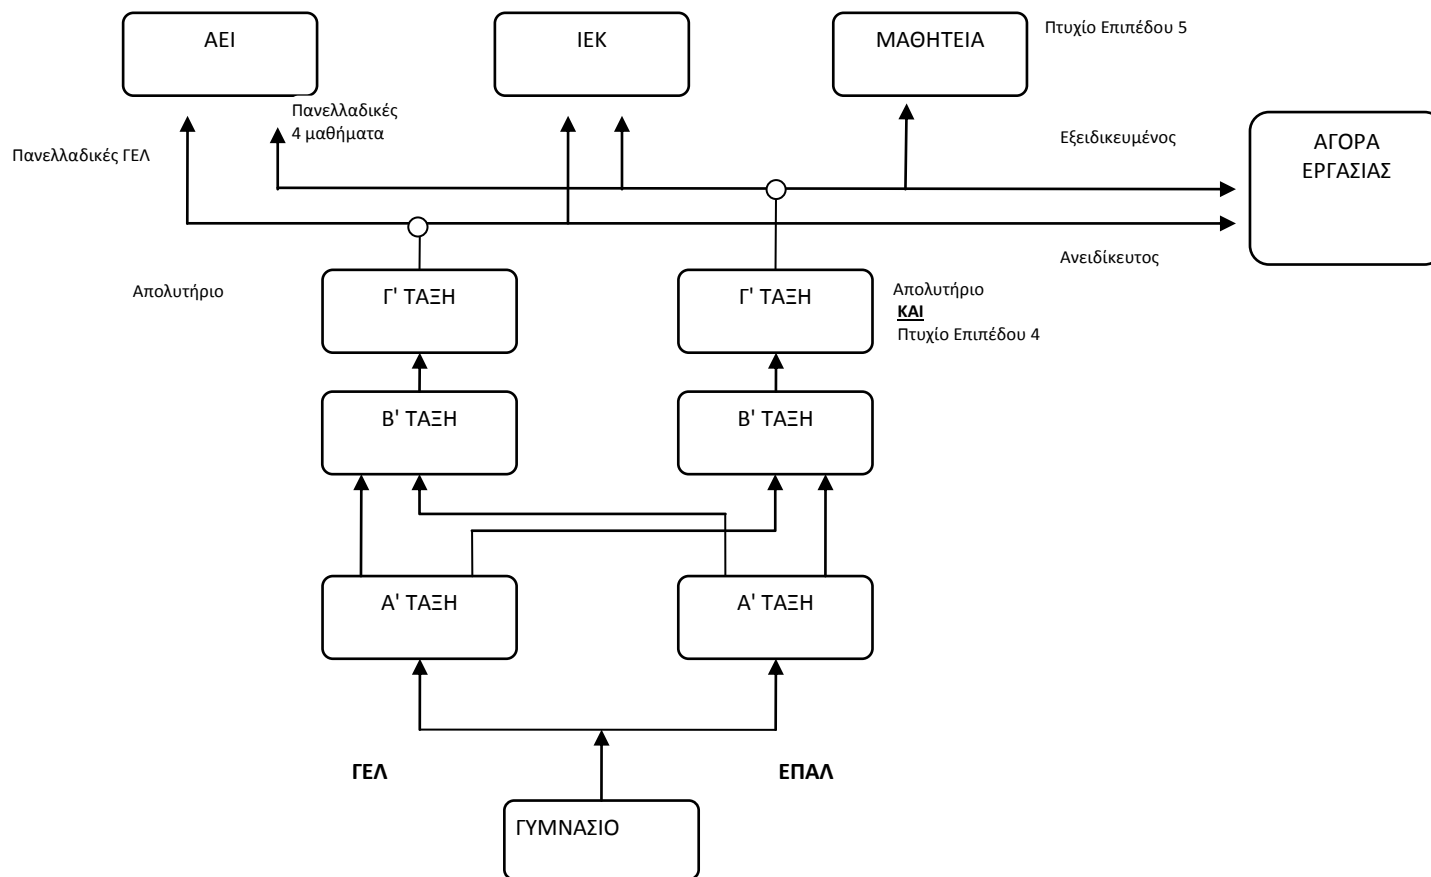 ΑΕΙ
ΙΕΚ
ΜΑΘΗΤΕΙΑ
Πτυχίο Επιπέδου 5
Πανελλαδικές
4 μαθήματα
Πανελλαδικές ΓΕΛ
Εξειδικευμένος
ΑΓΟΡΑ
ΕΡΓΑΣΙΑΣ
Ανειδίκευτος
Απολυτήριο
Γ' ΤΑΞΗ
Γ' ΤΑΞΗ
Απολυτήριο
ΚΑΙ
Πτυχίο Επιπέδου 4
Β' ΤΑΞΗ
Β' ΤΑΞΗ
Α' ΤΑΞΗ
Α' ΤΑΞΗ
ΓΕΛ
ΕΠΑΛ
ΓΥΜΝΑΣΙΟ